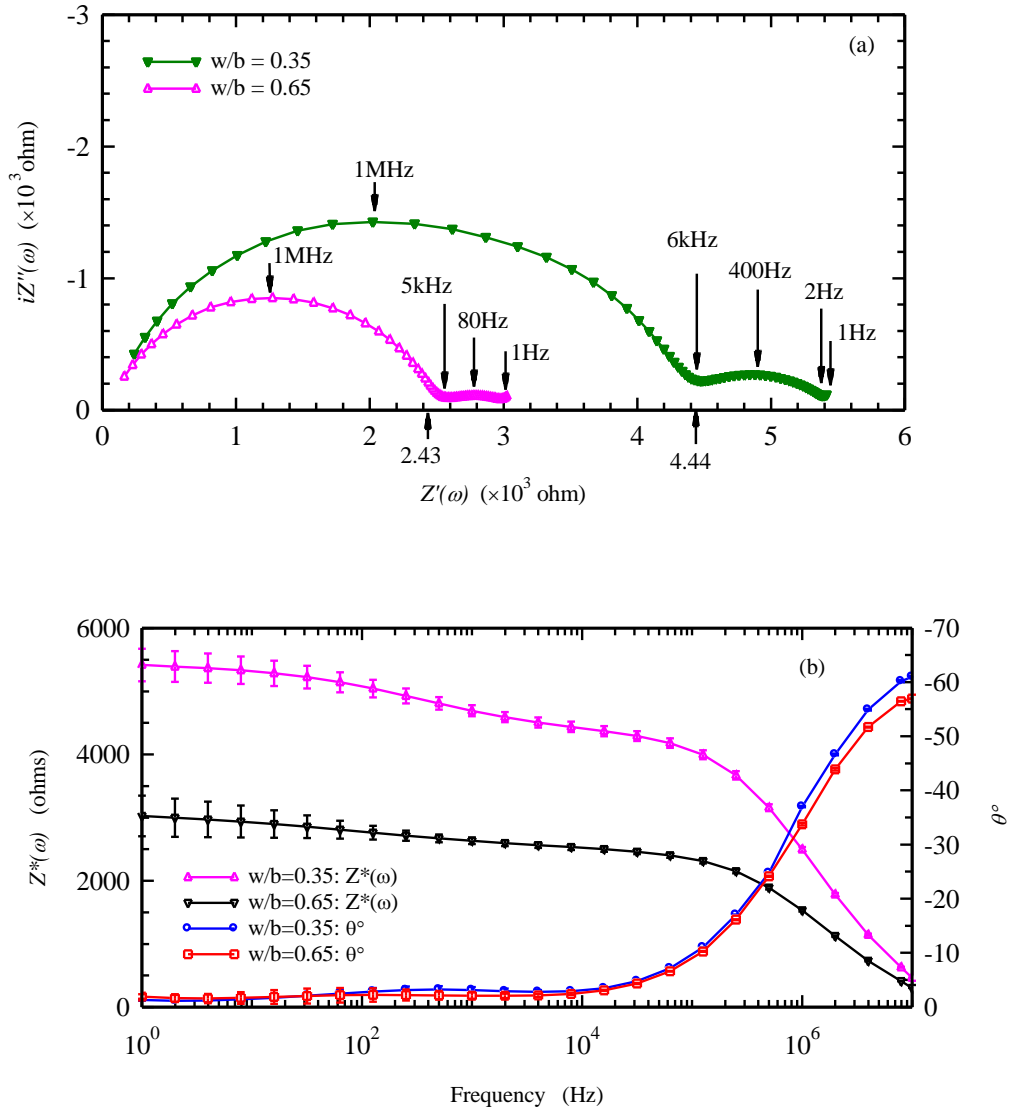 (a)
w/b = 0.35
w/b = 0.65
-3
-2
-1
0
iZ''(ω) (×10³ ohm)
1MHz
1MHz
6kHz
5kHz
400Hz
2Hz
80Hz
1Hz
1Hz
0 1 2 3 4 5 6
2.43
4.44
Z'(ω) (×10³ ohm)
(b)
6000
4000
2000
0
Z*(ω) (ohms)
-70
-60
-50
-40
-30
-20
-10
0
θ°
w/b=0.35: Z*(ω)
w/b=0.65: Z*(ω)
w/b=0.35: θ°
w/b=0.65: θ°
10⁰ 10² 10⁴ 10⁶
Frequency (Hz)